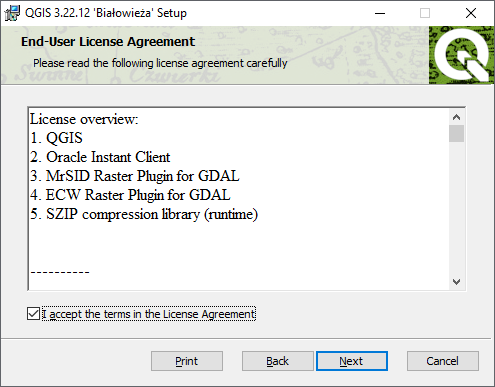 QGIS 3.22.12 'Białowieża' Setup
End-User License Agreement
Please read the following license agreement carefully
License overview:
1. QGIS
2. Oracle Instant Client
3. MrSID Raster Plugin for GDAL
4. ECW Raster Plugin for GDAL
5. SZIP compression library (runtime)
----------
I accept the terms in the License Agreement
Print Back Next Cancel